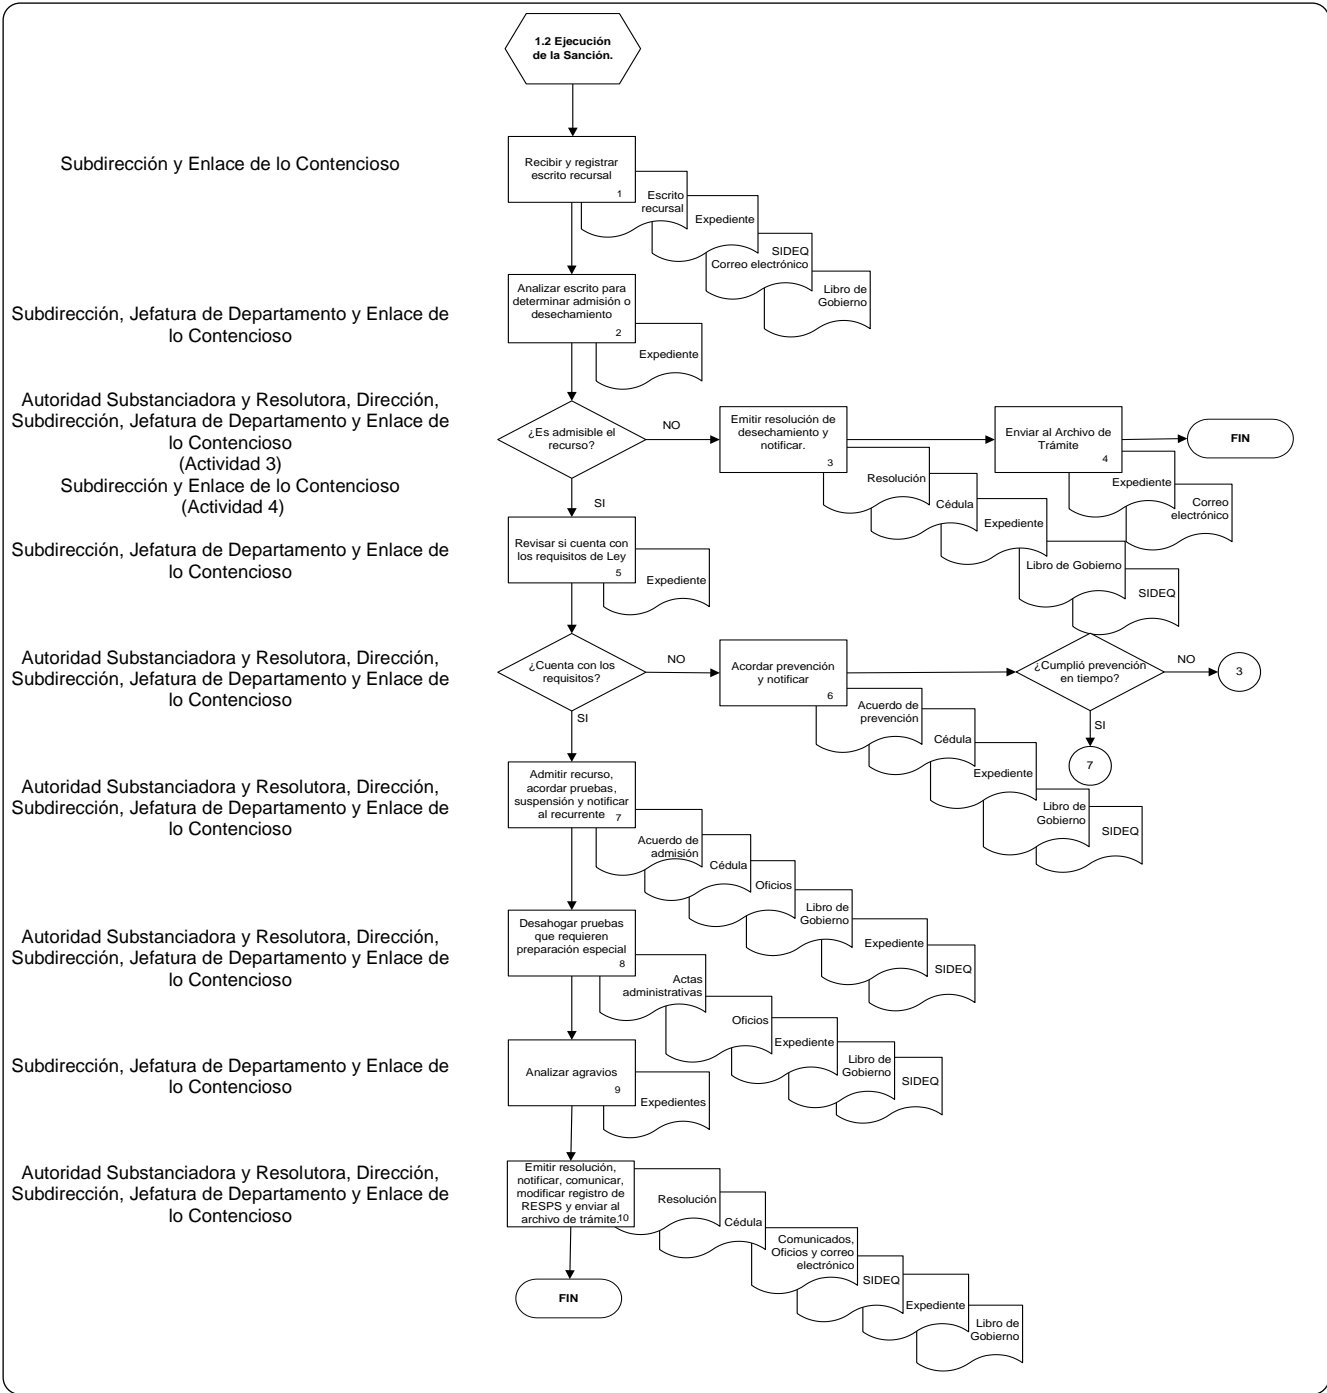 1.2 Ejecución
de la Sanción.
Subdirección y Enlace de lo Contencioso
Recibir y registrar
escrito recursal
1
Escrito
recursal
Expediente
SIDEQ
Correo electrónico
Libro de
Gobierno
Subdirección, Jefatura de Departamento y Enlace de
lo Contencioso
Analizar escrito para
determinar admisión o
desechamiento
2
Expediente
Autoridad Substanciadora y Resolutora, Dirección,
Subdirección, Jefatura de Departamento y Enlace de
lo Contencioso
(Actividad 3)
Subdirección y Enlace de lo Contencioso
(Actividad 4)
¿Es admisible el
recurso?
NO
Emitir resolución de
desechamiento y
notificar.
3
Resolución
Cédula
Expediente
Libro de Gobierno
SIDEQ
Enviar al Archivo de
Trámite
4
Expediente
Correo
electrónico
FIN
SI
Subdirección, Jefatura de Departamento y Enlace de
lo Contencioso
Revisar si cuenta con
los requisitos de Ley
5
Expediente
Autoridad Substanciadora y Resolutora, Dirección,
Subdirección, Jefatura de Departamento y Enlace de
lo Contencioso
¿Cuenta con los
requisitos?
NO
Acordar prevención
y notificar
6
Acuerdo de
prevención
Cédula
Expediente
Libro de
Gobierno
SIDEQ
¿Cumplió prevención
en tiempo?
NO
3
SI
7
SI
Autoridad Substanciadora y Resolutora, Dirección,
Subdirección, Jefatura de Departamento y Enlace de
lo Contencioso
Admitir recurso,
acordar pruebas,
suspensión y notificar
al recurrente
7
Acuerdo de
admisión
Cédula
Oficios
Libro de
Gobierno
Expediente
SIDEQ
Autoridad Substanciadora y Resolutora, Dirección,
Subdirección, Jefatura de Departamento y Enlace de
lo Contencioso
Desahogar pruebas
que requieren
preparación especial
8
Actas
administrativas
Oficios
Expediente
Libro de
Gobierno
SIDEQ
Subdirección, Jefatura de Departamento y Enlace de
lo Contencioso
Analizar agravios
9
Expedientes
Autoridad Substanciadora y Resolutora, Dirección,
Subdirección, Jefatura de Departamento y Enlace de
lo Contencioso
Emitir resolución,
notificar, comunicar,
modificar registro de
RESPS y enviar al
archivo de trámite.
10
Resolución
Cédula
Comunicados,
Oficios y correo
electrónico
SIDEQ
Expediente
Libro de
Gobierno
FIN